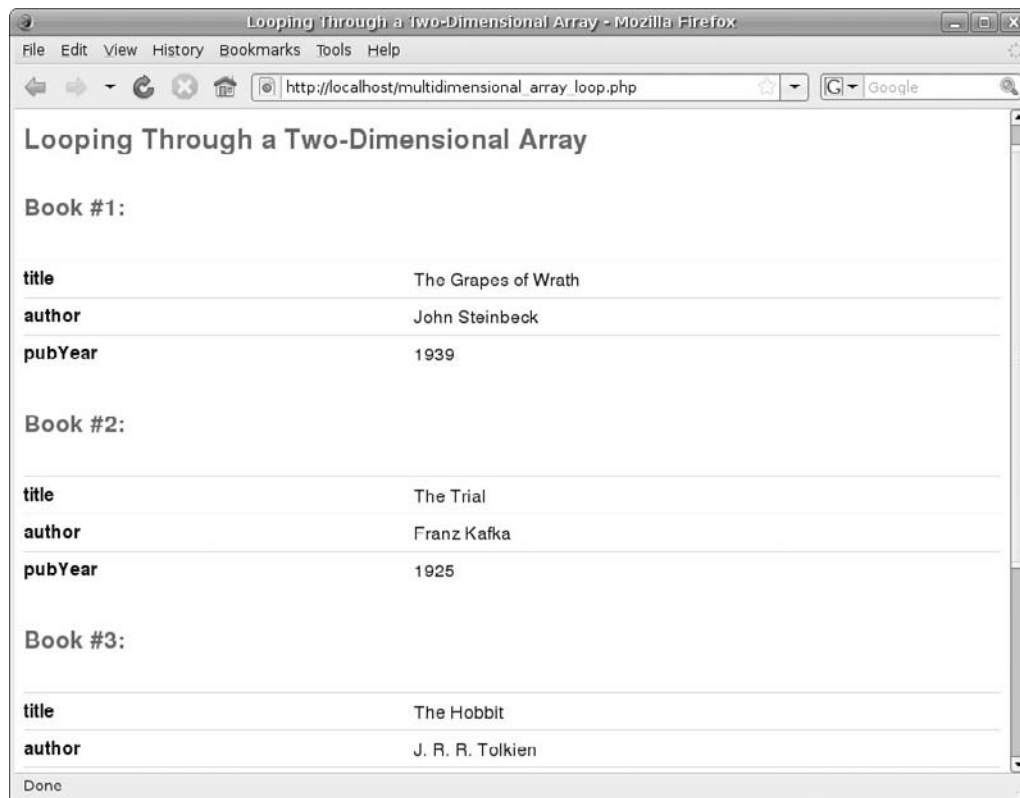 Looping Through a Two-Dimensional Array - Mozilla Firefox
File Edit View History Bookmarks Tools Help
http://localhost/multidimensional_array_loop.php
G Google
Looping Through a Two-Dimensional Array
Book #1:
title The Grapes of Wrath
author John Steinbeck
pubYear 1939
Book #2:
title The Trial
author Franz Kafka
pubYear 1925
Book #3:
title The Hobbit
author J. R. R. Tolkien
Done